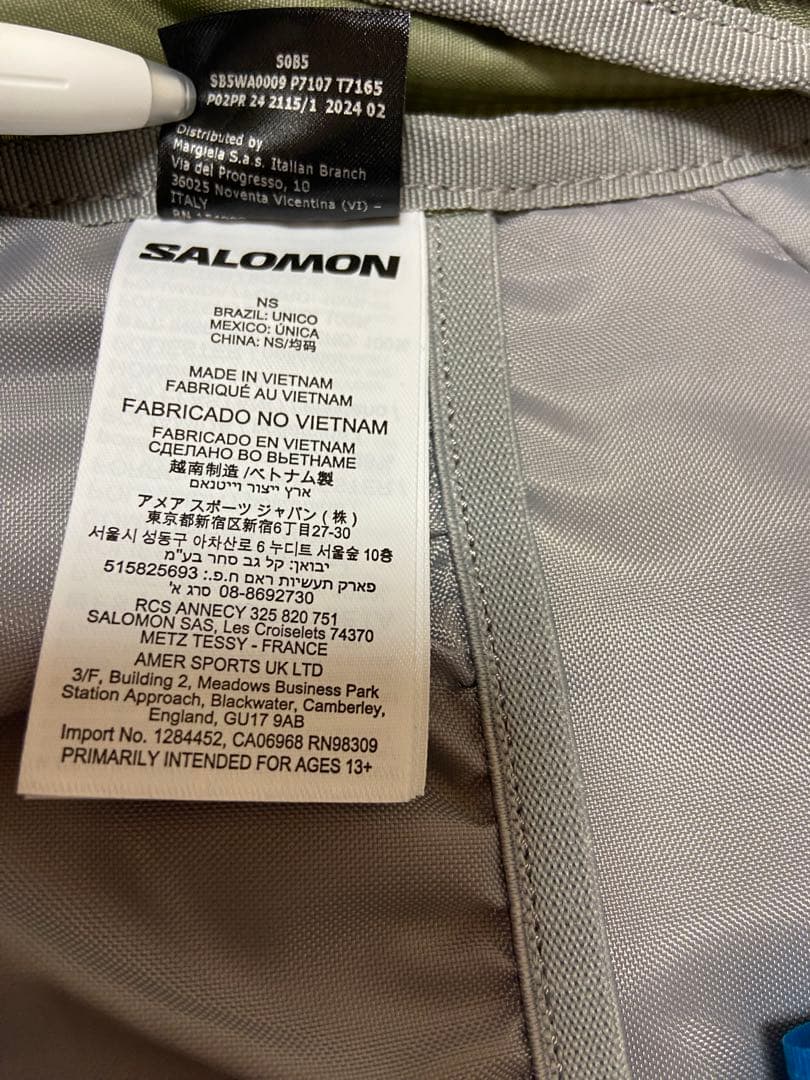 S0B5
SB5WA0009 P7107 T7165
P02PR 24 2115/1 2024 02
Distributed by
Margiela S.a.s. Italian Branch
Via del Progresso, 10
36025 Noventa Vicentina (VI) -
ITALY
SALOMON
NS
BRAZIL: UNICO
MEXICO: ÚNICA
CHINA: NS/均码
MADE IN VIETNAM
FABRIQUÉ AU VIETNAM
FABRICADO NO VIETNAM
FABRICADO EN VIETNAM
СДЕЛАНО ВО ВЬЕТНАМЕ
越南制造 /ベトナム製
ארץ ייצור וייטנאם
アメア スポーツ ジャパン ( 株 )
東京都新宿区新宿6丁目27-30
서울시 성동구 아차산로 6 누디트 서울숲 10층
יבואן: קל גב סחר בע"מ
פארק תעשיות ראם ח.פ.: 515825693
08-8692730 סרג א'
RCS ANNECY 325 820 751
SALOMON SAS, Les Croiselets 74370
METZ TESSY - FRANCE
AMER SPORTS UK LTD
3/F, Building 2, Meadows Business Park
Station Approach, Blackwater, Camberley,
England, GU17 9AB
Import No. 1284452, CA06968 RN98309
PRIMARILY INTENDED FOR AGES 13+